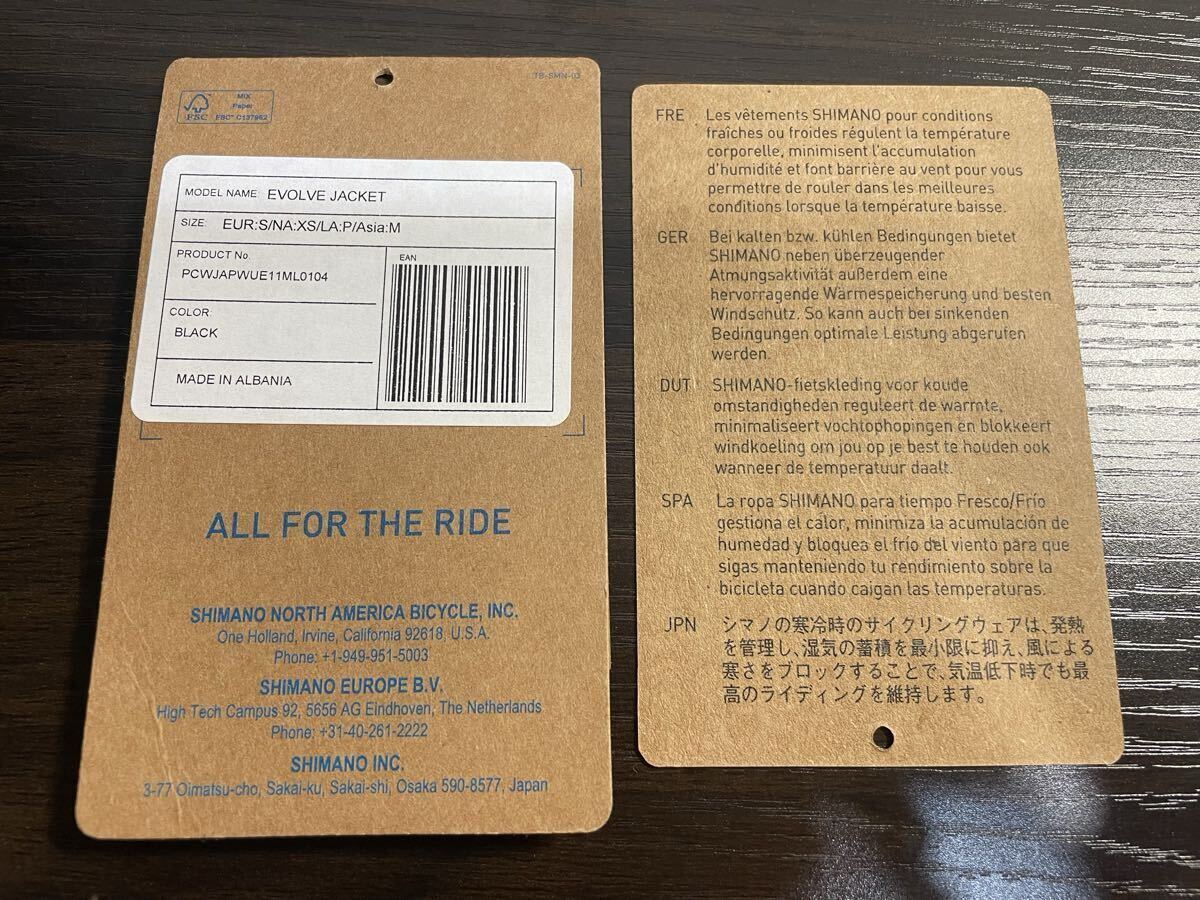 TB-SMN-03
FSC
MIX
Paper
FSC® C137962
MODEL NAME: EVOLVE JACKET
SIZE: EUR:S/NA:XS/LA:P/Asia:M
PRODUCT No.
PCWJAPWUE11ML0104
EAN
COLOR:
BLACK
MADE IN ALBANIA
ALL FOR THE RIDE
SHIMANO NORTH AMERICA BICYCLE, INC.
One Holland, Irvine, California 92618, U.S.A.
Phone: +1-949-951-5003
SHIMANO EUROPE B.V.
High Tech Campus 92, 5656 AG Eindhoven, The Netherlands
Phone: +31-40-261-2222
SHIMANO INC.
3-77 Oimatsu-cho, Sakai-ku, Sakai-shi, Osaka 590-8577, Japan
FRE Les vêtements SHIMANO pour conditions
fraîches ou froides régulent la température
corporelle, minimisent l'accumulation
d'humidité et font barrière au vent pour vous
permettre de rouler dans les meilleures
conditions lorsque la température baisse.
GER Bei kalten bzw. kühlen Bedingungen bietet
SHIMANO neben überzeugender
Atmungsaktivität außerdem eine
hervorragende Wärmespeicherung und besten
Windschutz. So kann auch bei sinkenden
Bedingungen optimale Leistung abgerufen
werden.
DUT SHIMANO-fietskleding voor koude
omstandigheden reguleert de warmte,
minimaliseert vochtophopingen en blokkeert
windkoeling om jou op je best te houden ook
wanneer de temperatuur daalt.
SPA La ropa SHIMANO para tiempo Fresco/Frío
gestiona el calor, minimiza la acumulación de
humedad y bloquea el frío del viento para que
sigas manteniendo tu rendimiento sobre la
bicicleta cuando caigan las temperaturas.
JPN シマノの寒冷時のサイクリングウェアは、発熱
を管理し、湿気の蓄積を最小限に抑え、風による
寒さをブロックすることで、気温低下時でも最
高のライディングを維持します。